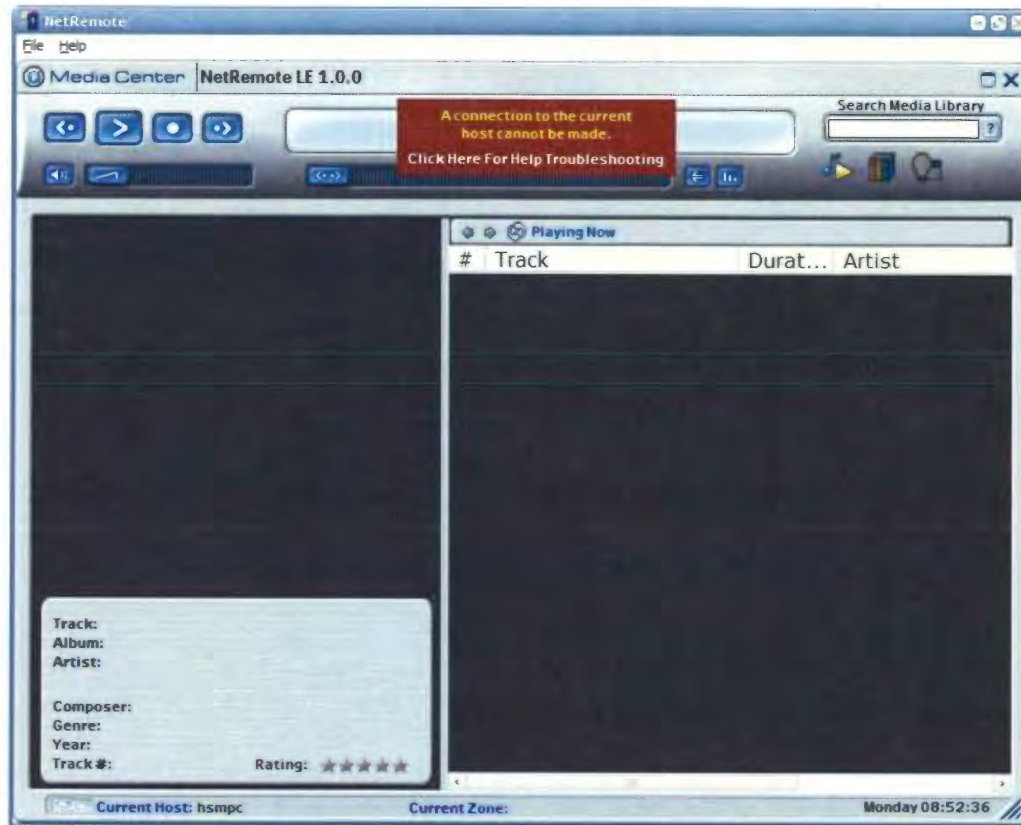 NetRemote
File Help
Media Center NetRemote LE 1.0.0
A connection to the current
host cannot be made.
Click Here For Help Troubleshooting
Search Media Library
?
Playing Now
# Track Durat... Artist
Track:
Album:
Artist:
Composer:
Genre:
Year:
Track #: Rating:
Current Host: hsmpc Current Zone: Monday 08:52:36